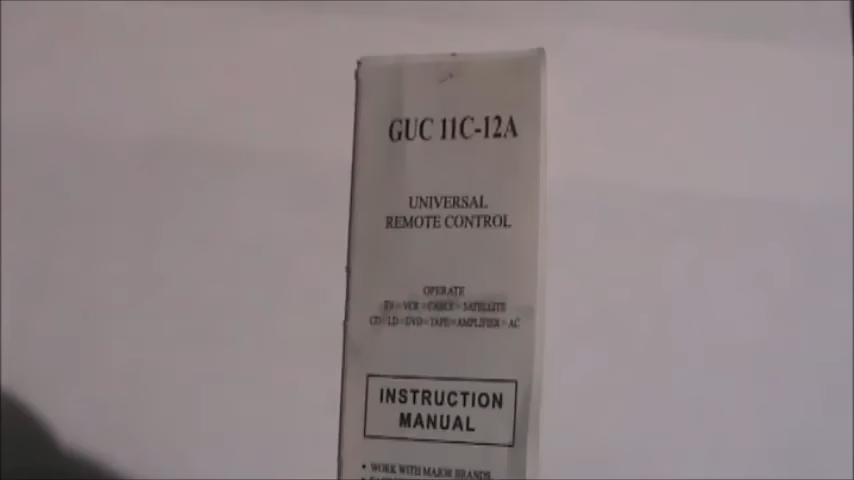 GUC 11C-12A
UNIVERSAL
REMOTE CONTROL
OPERATE
TV VCR CABLE SATELLITE
CD LD DVD TAPE AMPLIFIER AC
INSTRUCTION
MANUAL
• WORK WITH MAJOR BRANDS